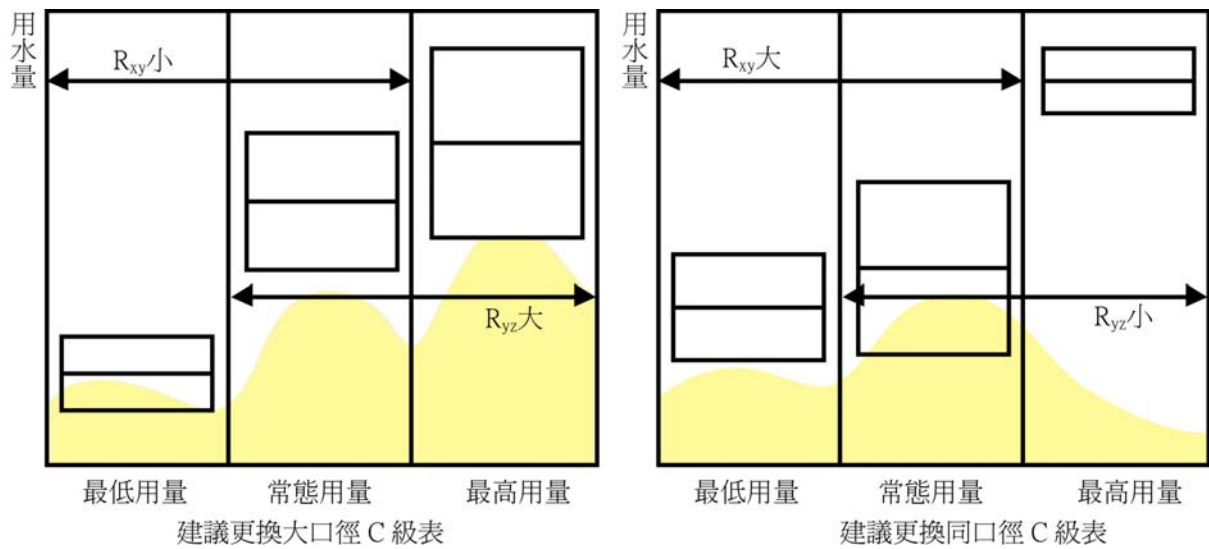 用水量
Rxy小
Ryz大
最低用量 常態用量 最高用量
建議更換大口徑 C 級表
用水量
Rxy大
Ryz小
最低用量 常態用量 最高用量
建議更換同口徑 C 級表